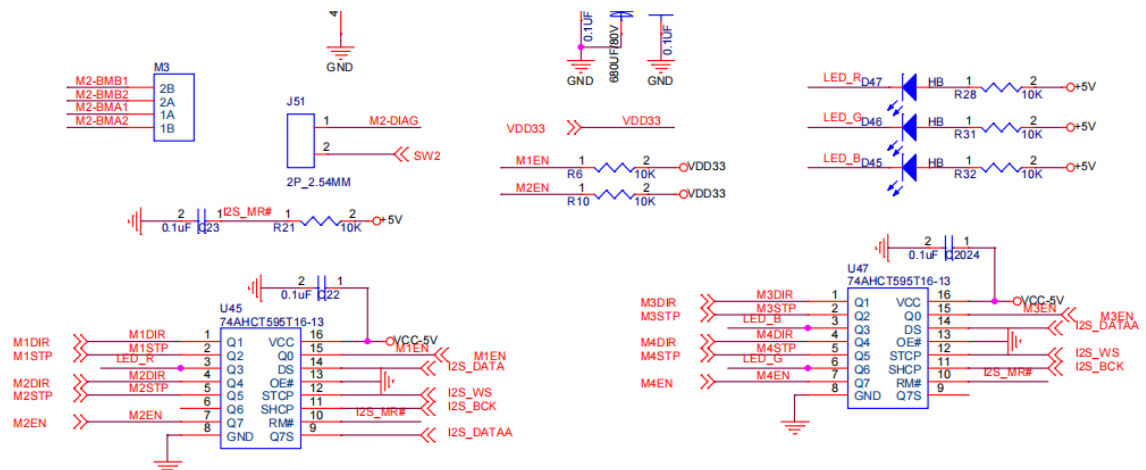 4
GND
0.1UF
680UF/80V
0.1UF
GND
GND
M3
M2-BMB1
M2-BMB2
M2-BMA1
M2-BMA2
2B
2A
1A
1B
J51
1
M2-DIAG
2
SW2
2P_2.54MM
VDD33
VDD33
M1EN
1
R6
2
10K
VDD33
M2EN
1
R10
2
10K
VDD33
LED_R
D47
HB
1
R28
2
10K
+5V
LED_G
D46
HB
1
R31
2
10K
+5V
LED_B
D45
HB
1
R32
2
10K
+5V
2
0.1uF
1
C23
I2S_MR#
1
R21
2
10K
+5V
2
0.1uF
1
C22
U45
74AHCT595T16-13
VCC-5V
M1DIR
M1DIR
1
Q1
VCC
16
M1STP
M1STP
2
Q2
Q0
15
M1EN
M1EN
LED_R
3
Q3
DS
14
I2S_DATA
M2DIR
M2DIR
4
Q4
OE#
13
M2STP
M2STP
5
Q5
STCP
12
I2S_WS
6
Q6
SHCP
11
I2S_BCK
M2EN
M2EN
7
Q7
RM#
10
I2S_MR#
8
GND
Q7S
9
I2S_DATAA
2
0.1uF
1
C2024
U47
74AHCT595T16-13
VCC-5V
M3DIR
M3DIR
1
Q1
VCC
16
M3STP
M3STP
2
Q2
Q0
15
M3EN
M3EN
LED_B
3
Q3
DS
14
I2S_DATAA
M4DIR
M4DIR
4
Q4
OE#
13
M4STP
M4STP
5
Q5
STCP
12
I2S_WS
LED_G
6
Q6
SHCP
11
I2S_BCK
M4EN
M4EN
7
Q7
RM#
10
I2S_MR#
8
GND
Q7S
9